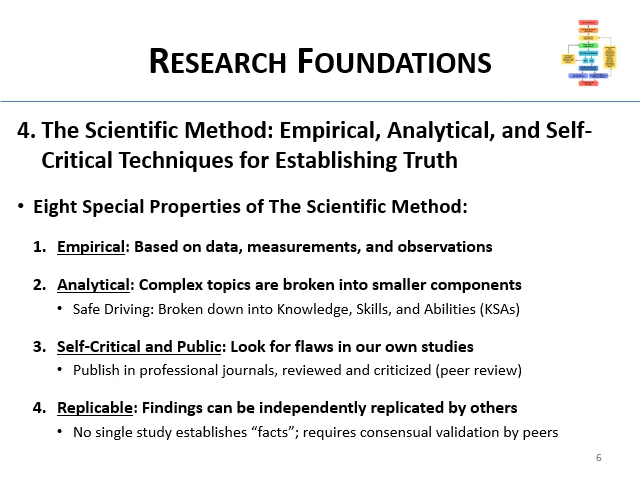 RESEARCH FOUNDATIONS
4. The Scientific Method: Empirical, Analytical, and Self-
Critical Techniques for Establishing Truth
• Eight Special Properties of The Scientific Method:
1. Empirical: Based on data, measurements, and observations
2. Analytical: Complex topics are broken into smaller components
• Safe Driving: Broken down into Knowledge, Skills, and Abilities (KSAs)
3. Self-Critical and Public: Look for flaws in our own studies
• Publish in professional journals, reviewed and criticized (peer review)
4. Replicable: Findings can be independently replicated by others
• No single study establishes “facts”; requires consensual validation by peers
6